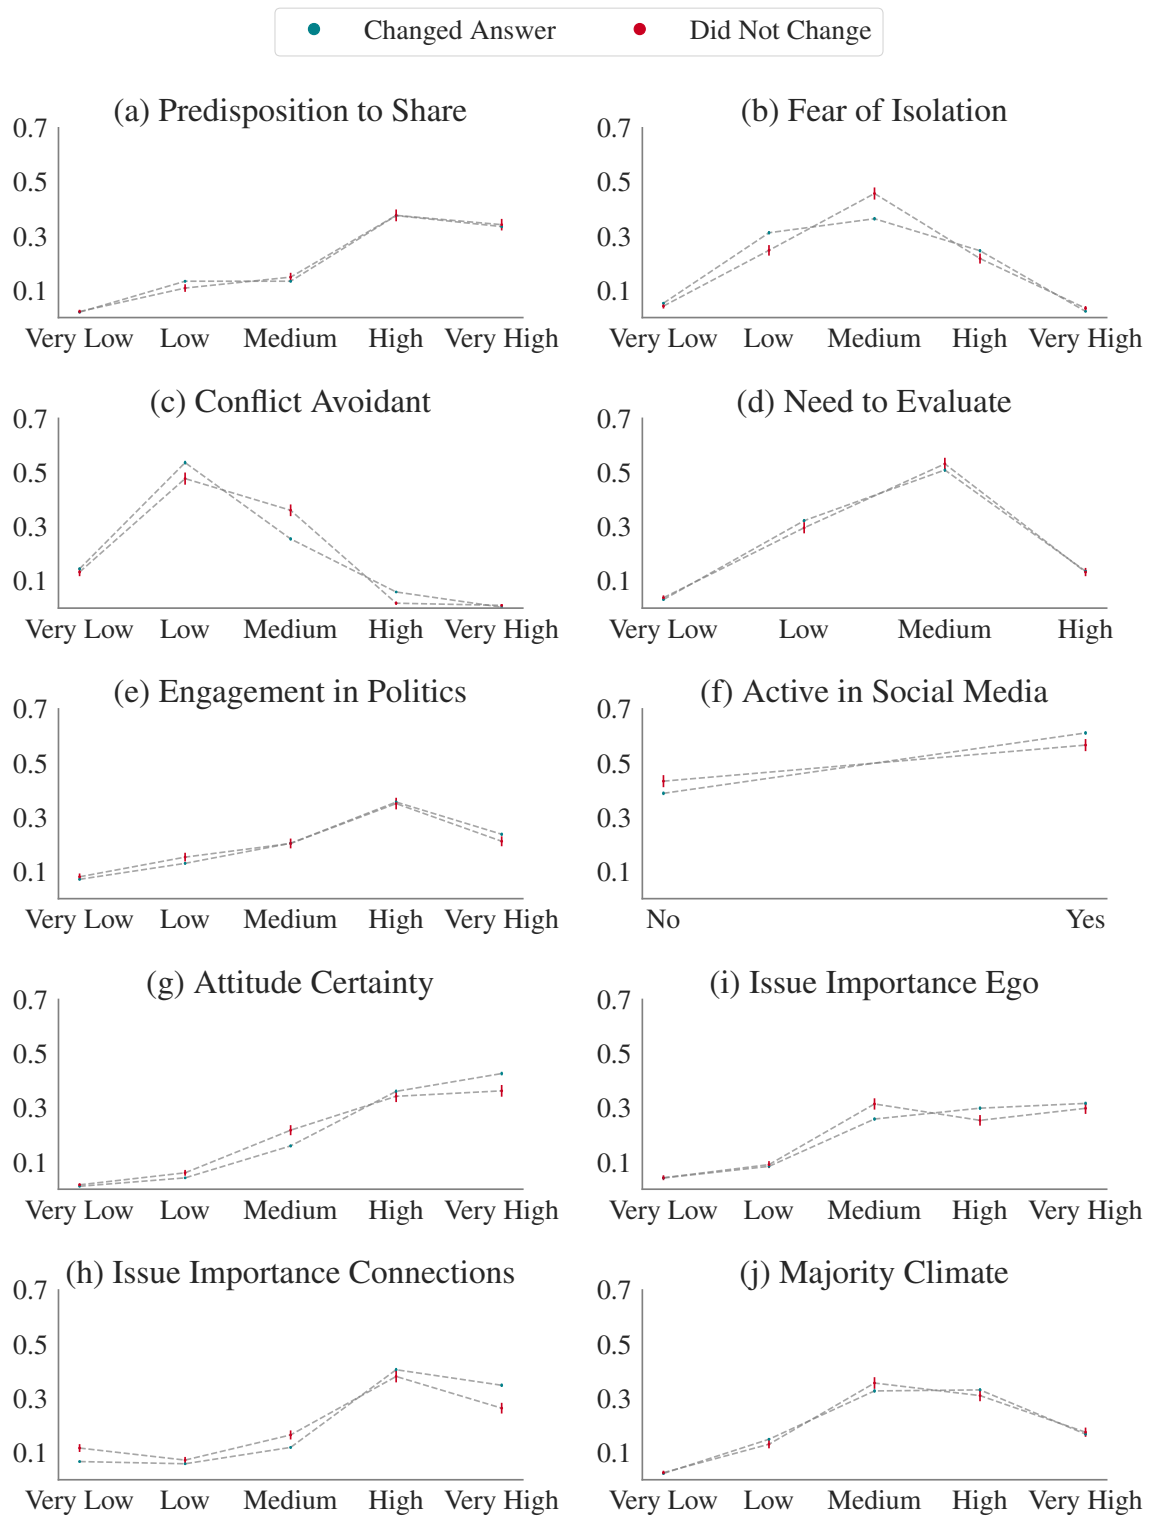 Changed Answer Did Not Change
(a) Predisposition to Share
0.7
0.5
0.3
0.1
Very Low Low Medium High Very High
(b) Fear of Isolation
0.7
0.5
0.3
0.1
Very Low Low Medium High Very High
(c) Conflict Avoidant
0.7
0.5
0.3
0.1
Very Low Low Medium High Very High
(d) Need to Evaluate
0.7
0.5
0.3
0.1
Very Low Low Medium High
(e) Engagement in Politics
0.7
0.5
0.3
0.1
Very Low Low Medium High Very High
(f) Active in Social Media
0.7
0.5
0.3
0.1
No Yes
(g) Attitude Certainty
0.7
0.5
0.3
0.1
Very Low Low Medium High Very High
(i) Issue Importance Ego
0.7
0.5
0.3
0.1
Very Low Low Medium High Very High
(h) Issue Importance Connections
0.7
0.5
0.3
0.1
Very Low Low Medium High Very High
(j) Majority Climate
0.7
0.5
0.3
0.1
Very Low Low Medium High Very High